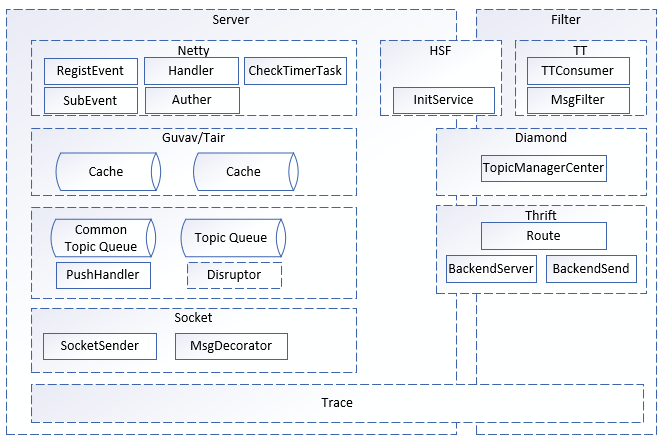 Server
Filter
Netty
HSF
TT
RegistEvent
Handler
CheckTimerTask
TTConsumer
SubEvent
Auther
InitService
MsgFilter
Guvav/Tair
Diamond
Cache
Cache
TopicManagerCenter
Common
Topic Queue
Topic Queue
Thrift
Route
PushHandler
Disruptor
BackendServer
BackendSend
Socket
SocketSender
MsgDecorator
Trace